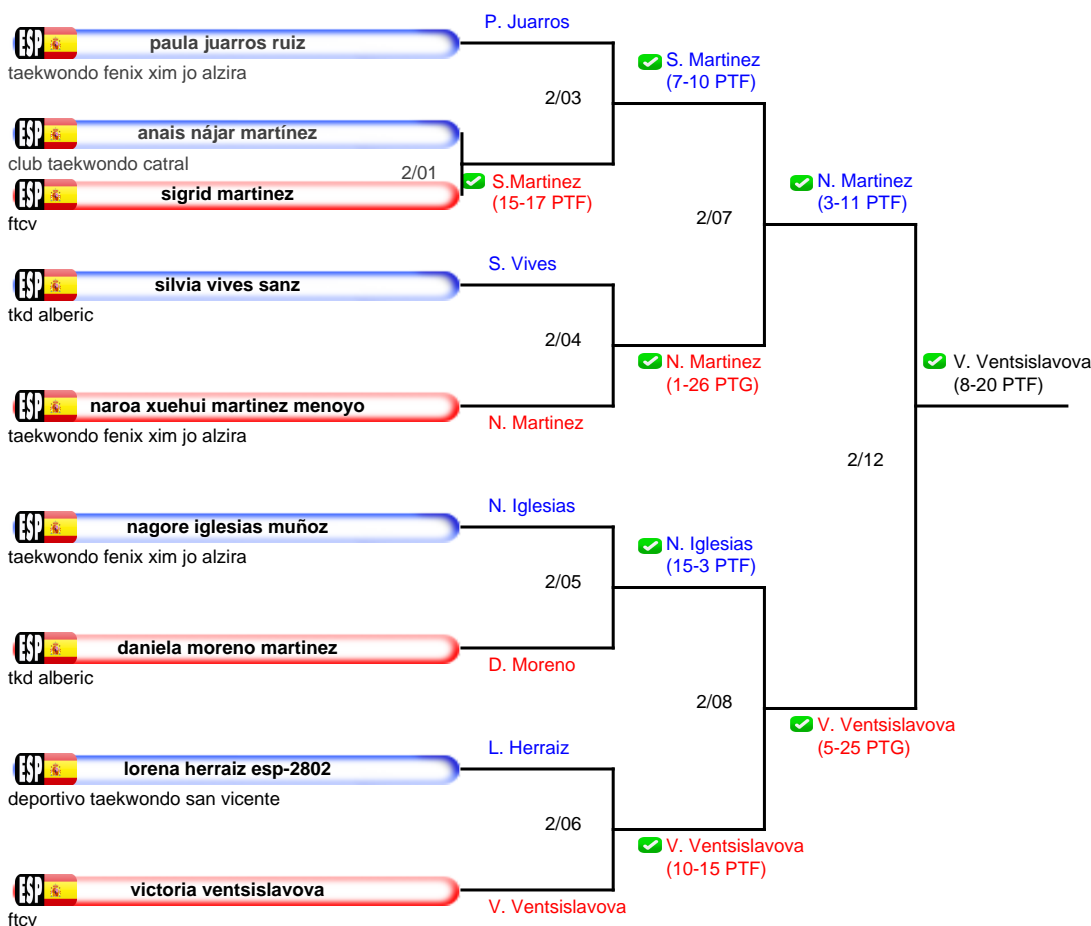 P. Juarros
ESP paula juarros ruiz
taekwondo fenix xim jo alzira
S. Martinez
(7-10 PTF)
2/03
ESP anais nájar martínez
club taekwondo catral
2/01
S.Martinez
(15-17 PTF)
ESP sigrid martinez
ftcv
N. Martinez
(3-11 PTF)
2/07
S. Vives
ESP silvia vives sanz
tkd alberic
2/04
N. Martinez
(1-26 PTG)
V. Ventsislavova
(8-20 PTF)
ESP naroa xuehui martinez menoyo
N. Martinez
taekwondo fenix xim jo alzira
2/12
N. Iglesias
ESP nagore iglesias muñoz
taekwondo fenix xim jo alzira
N. Iglesias
(15-3 PTF)
2/05
ESP daniela moreno martinez
D. Moreno
tkd alberic
2/08
V. Ventsislavova
(5-25 PTG)
L. Herraiz
ESP lorena herraiz esp-2802
deportivo taekwondo san vicente
2/06
V. Ventsislavova
(10-15 PTF)
ESP victoria ventsislavova
V. Ventsislavova
ftcv